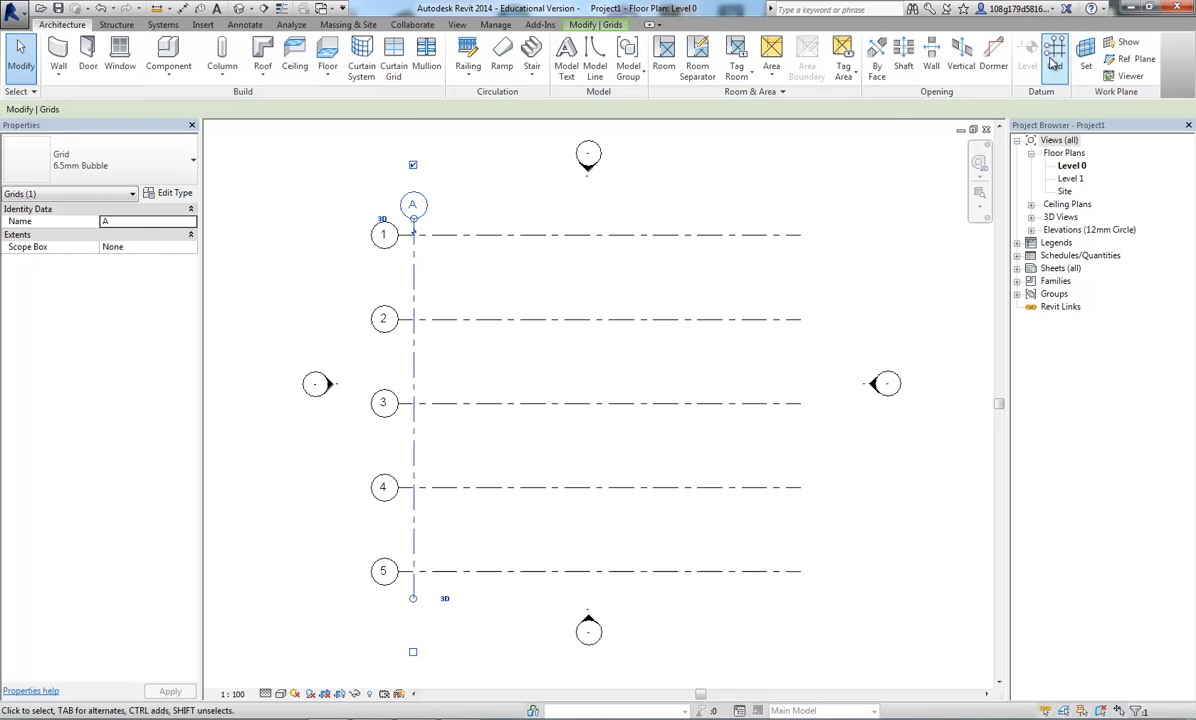 Autodesk Revit 2014 - Educational Version - Project1 - Floor Plan: Level 0
Type a keyword or phrase
108g179d5816...
Architecture Structure Systems Insert Annotate Analyze Massing & Site Collaborate View Manage Add-Ins Modify | Grids
Modify Wall Door Window Component Column Roof Ceiling Floor Curtain System Curtain Grid Mullion Railing Ramp Stair Model Text Model Line Model Group Room Room Separator Tag Room Area Area Boundary Tag Area By Face Shaft Wall Vertical Dormer Level Set Show Ref Plane Viewer
Select Build Circulation Model Room & Area Opening Datum Work Plane
Modify | Grids
Properties
Grid
6.5mm Bubble
Grids (1) Edit Type
Identity Data
Name A
Extents
Scope Box None
Properties help Apply
A
3D
1
2
3
4
5
3D
-
-
-
-
1 : 100
Project Browser - Project1
Views (all)
Floor Plans
Level 0
Level 1
Site
Ceiling Plans
3D Views
Elevations (12mm Circle)
Legends
Schedules/Quantities
Sheets (all)
Families
Groups
Revit Links
Click to select, TAB for alternates, CTRL adds, SHIFT unselects.
:0 Main Model :1